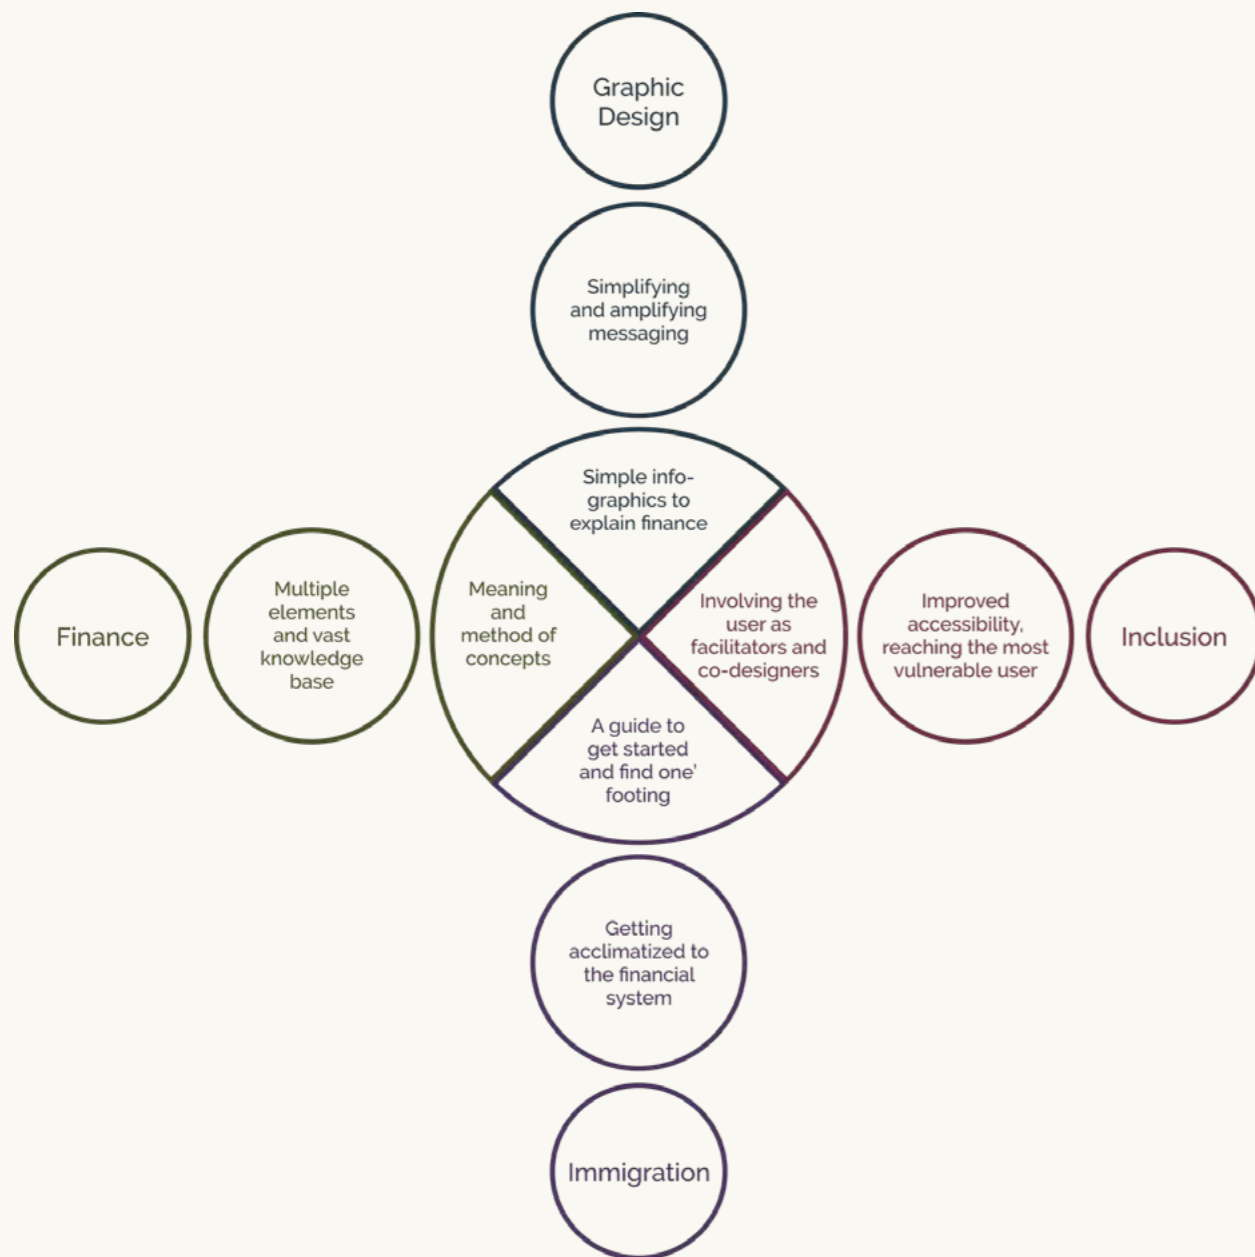 Graphic
Design
Simplifying
and amplifying
messaging
Simple info-
graphics to
explain finance
Finance
Multiple
elements
and vast
knowledge
base
Meaning
and
method of
concepts
Involving the
user as
facilitators and
co-designers
Improved
accessibility,
reaching the most
vulnerable user
Inclusion
A guide to
get started
and find one'
footing
Getting
acclimatized to
the financial
system
Immigration